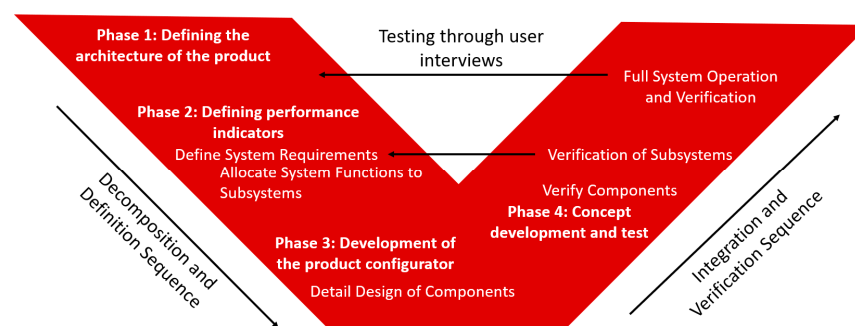 Phase 1: Defining the
architecture of the product
Testing through user
interviews
Full System Operation
and Verification
Phase 2: Defining performance
indicators
Define System Requirements
Allocate System Functions to
Subsystems
Verification of Subsystems
Verify Components
Phase 4: Concept
development and test
Phase 3: Development of
the product configurator
Detail Design of Components
Decomposition and
Definition Sequence
Integration and
Verification Sequence